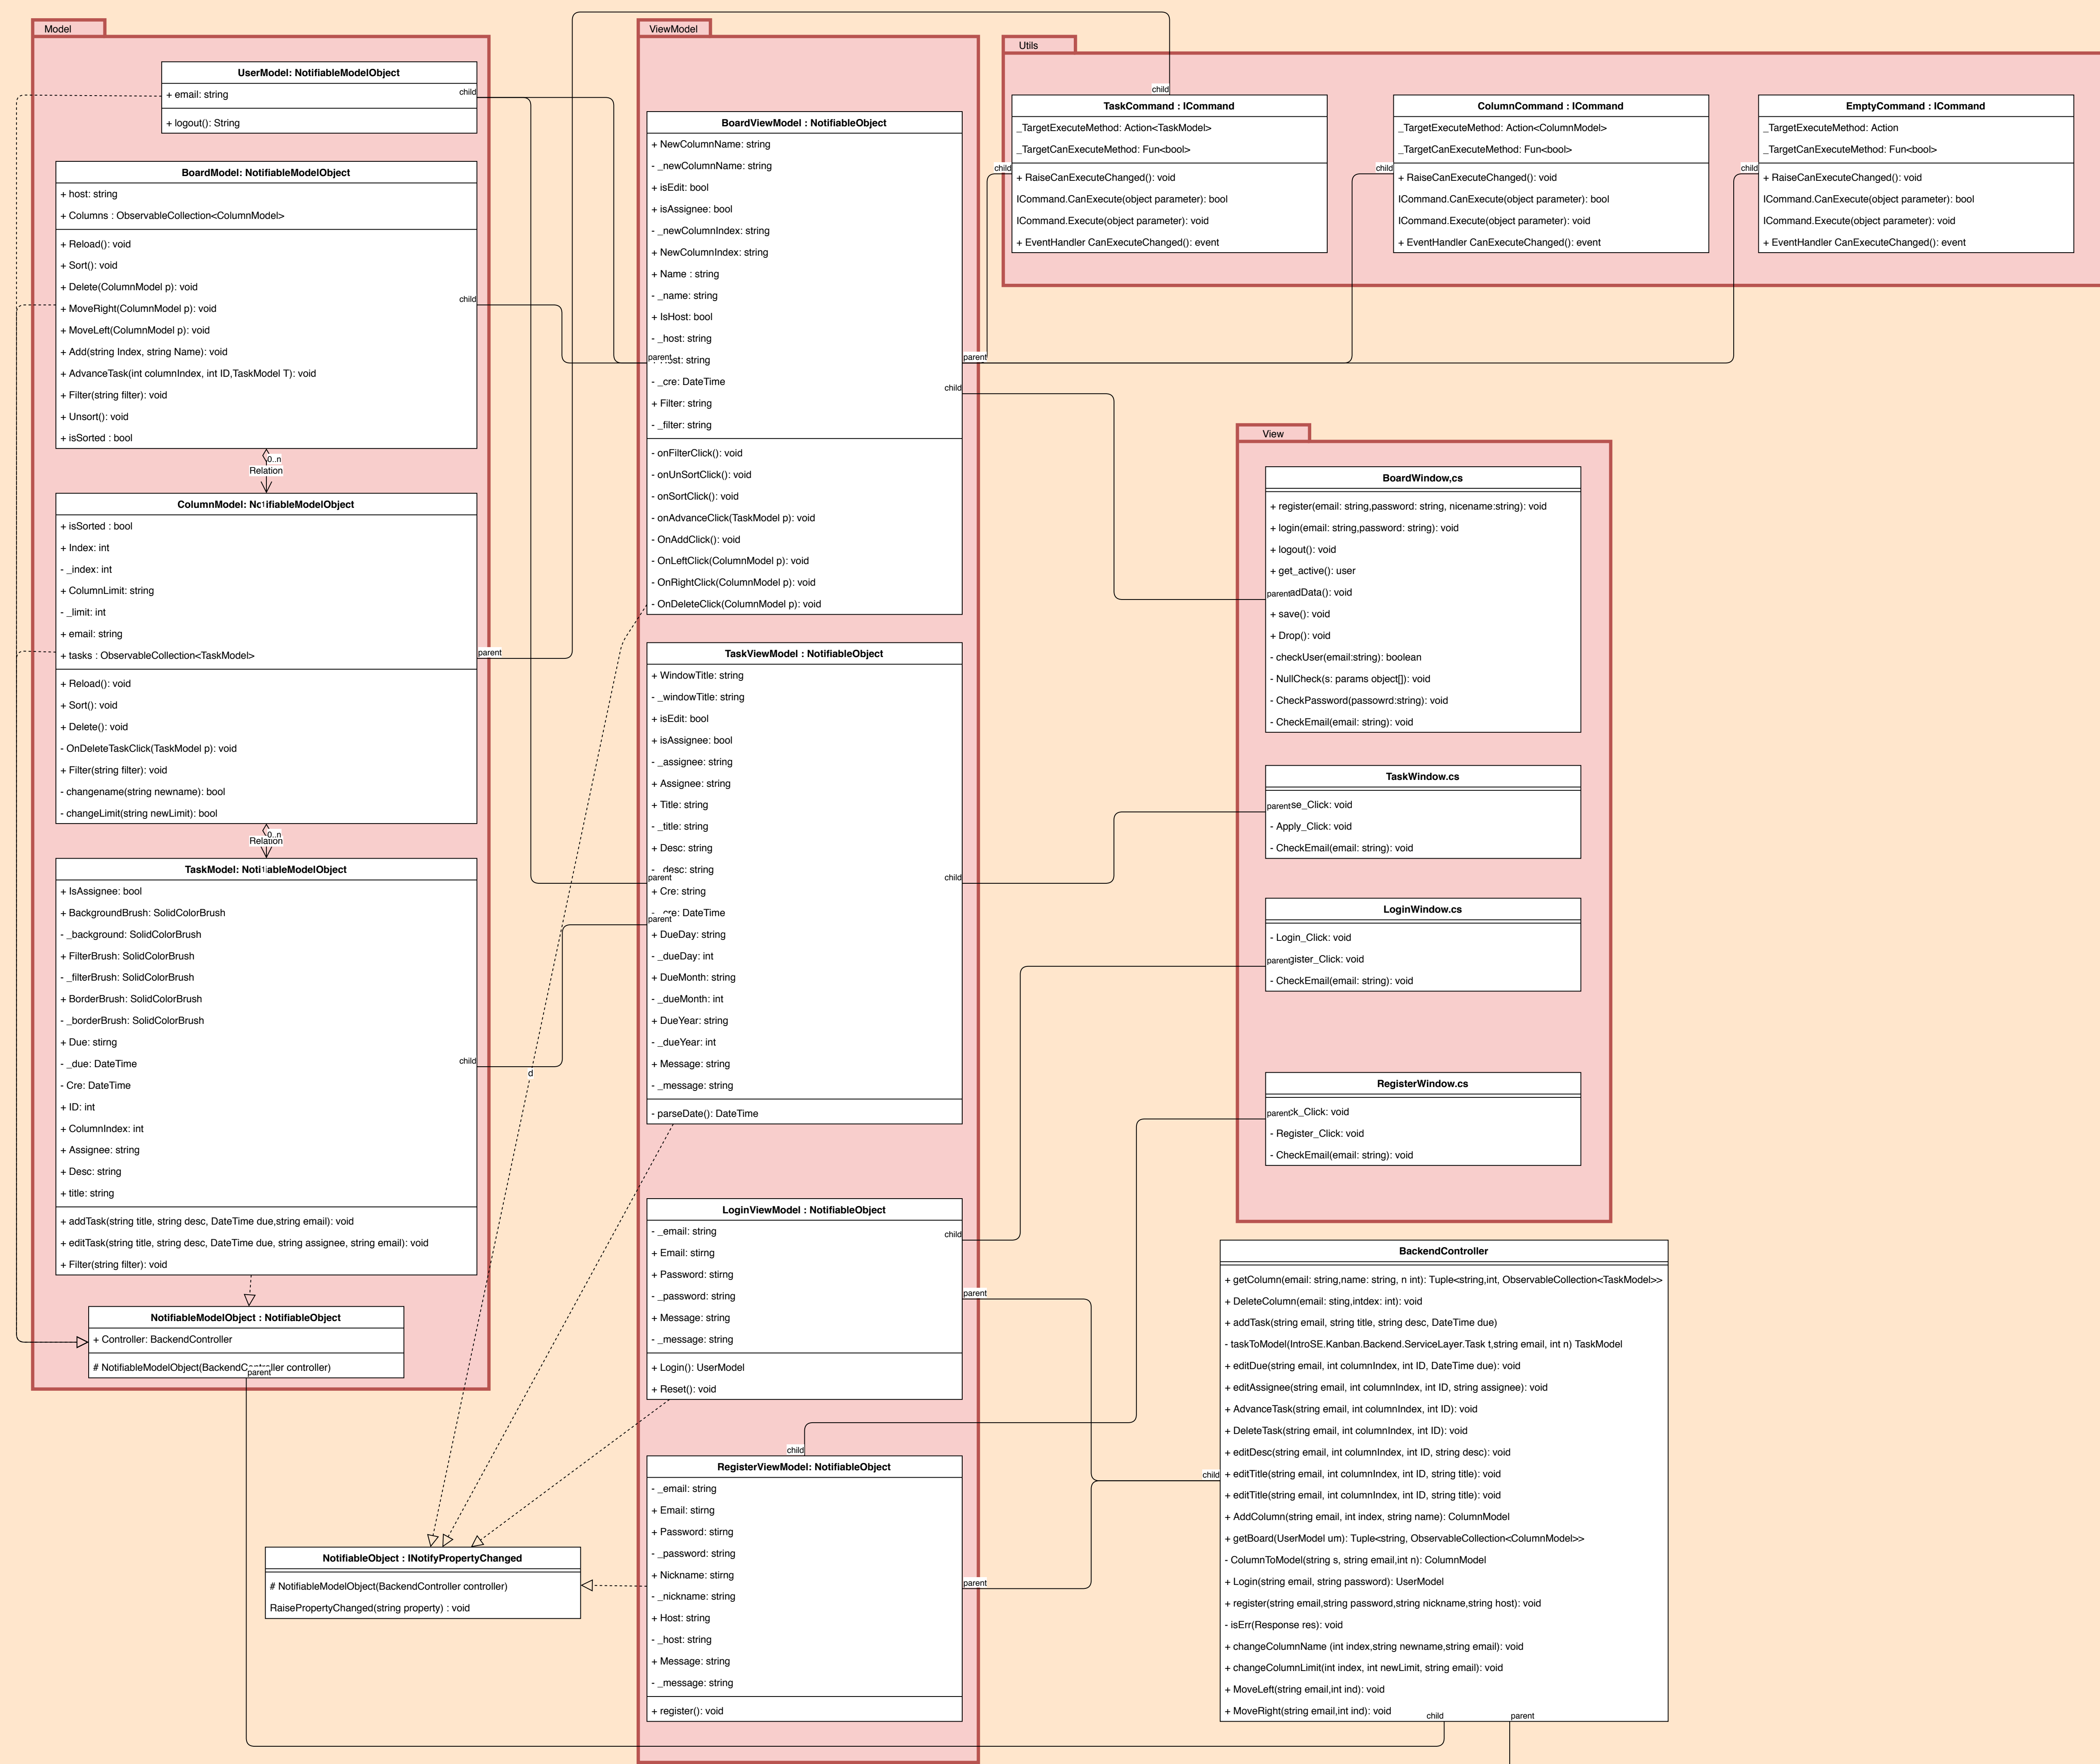 Model
UserModel: NotifiableModelObject
+ email: string
child
+ logout(): String
BoardModel: NotifiableModelObject
+ host: string
+ Columns : ObservableCollection<ColumnModel>
+ Reload(): void
+ Sort(): void
+ Delete(ColumnModel p): void
child
+ MoveRight(ColumnModel p): void
+ MoveLeft(ColumnModel p): void
+ Add(string Index, string Name): void
+ AdvanceTask(int columnIndex, int ID,TaskModel T): void
+ Filter(string filter): void
+ Unsort(): void
+ isSorted : bool
0..n
Relation
ColumnModel: NotifiableModelObject
+ isSorted : bool
+ Index: int
- _index: int
+ ColumnLimit: string
- _limit: int
+ email: string
+ tasks : ObservableCollection<TaskModel>
parent
+ Reload(): void
+ Sort(): void
+ Delete(): void
- OnDeleteTaskClick(TaskModel p): void
+ Filter(string filter): void
- changename(string newname): bool
- changeLimit(string newLimit): bool
0..n
Relation
TaskModel: NotifiableModelObject
+ IsAssignee: bool
+ BackgroundBrush: SolidColorBrush
- _background: SolidColorBrush
+ FilterBrush: SolidColorBrush
- _filterBrush: SolidColorBrush
+ BorderBrush: SolidColorBrush
- _borderBrush: SolidColorBrush
+ Due: stirng
- _due: DateTime
child
- Cre: DateTime
+ ID: int
+ ColumnIndex: int
+ Assignee: string
+ Desc: string
+ title: string
+ addTask(string title, string desc, DateTime due,string email): void
+ editTask(string title, string desc, DateTime due, string assignee, string email): void
+ Filter(string filter): void
NotifiableModelObject : NotifiableObject
+ Controller: BackendController
# NotifiableModelObject(BackendController controller)
parent
d
NotifiableObject : INotifyPropertyChanged
# NotifiableModelObject(BackendController controller)
RaisePropertyChanged(string property) : void
ViewModel
BoardViewModel : NotifiableObject
+ NewColumnName: string
- _newColumnName: string
+ isEdit: bool
+ isAssignee: bool
- _newColumnIndex: string
+ NewColumnIndex: string
+ Name : string
- _name: string
+ IsHost: bool
- _host: string
parent
ost: string
parent
- _cre: DateTime
child
+ Filter: string
- _filter: string
- onFilterClick(): void
- onUnSortClick(): void
- onSortClick(): void
- onAdvanceClick(TaskModel p): void
- OnAddClick(): void
- OnLeftClick(ColumnModel p): void
- OnRightClick(ColumnModel p): void
- OnDeleteClick(ColumnModel p): void
TaskViewModel : NotifiableObject
+ WindowTitle: string
- _windowTitle: string
+ isEdit: bool
+ isAssignee: bool
- _assignee: string
+ Assignee: string
+ Title: string
- _title: string
+ Desc: string
- _desc: string
parent
child
+ Cre: string
- _cre: DateTime
parent
+ DueDay: string
- _dueDay: int
+ DueMonth: string
- _dueMonth: int
+ DueYear: string
- _dueYear: int
+ Message: string
- _message: string
- parseDate(): DateTime
LoginViewModel : NotifiableObject
- _email: string
child
+ Email: stirng
+ Password: stirng
- _password: string
parent
+ Message: string
- _message: string
+ Login(): UserModel
+ Reset(): void
child
RegisterViewModel: NotifiableObject
- _email: string
+ Email: stirng
+ Password: stirng
- _password: string
+ Nickname: stirng
parent
- _nickname: string
+ Host: string
- _host: string
+ Message: string
- _message: string
+ register(): void
Utils
child
TaskCommand : ICommand
_TargetExecuteMethod: Action<TaskModel>
_TargetCanExecuteMethod: Fun<bool>
child
+ RaiseCanExecuteChanged(): void
ICommand.CanExecute(object parameter): bool
ICommand.Execute(object parameter): void
+ EventHandler CanExecuteChanged(): event
ColumnCommand : ICommand
_TargetExecuteMethod: Action<ColumnModel>
_TargetCanExecuteMethod: Fun<bool>
child
+ RaiseCanExecuteChanged(): void
ICommand.CanExecute(object parameter): bool
ICommand.Execute(object parameter): void
+ EventHandler CanExecuteChanged(): event
EmptyCommand : ICommand
_TargetExecuteMethod: Action
_TargetCanExecuteMethod: Fun<bool>
child
+ RaiseCanExecuteChanged(): void
ICommand.CanExecute(object parameter): bool
ICommand.Execute(object parameter): void
+ EventHandler CanExecuteChanged(): event
View
BoardWindow,cs
+ register(email: string,password: string, nicename:string): void
+ login(email: string,password: string): void
+ logout(): void
+ get_active(): user
parent
adData(): void
+ save(): void
+ Drop(): void
- checkUser(email:string): boolean
- NullCheck(s: params object[]): void
- CheckPassword(passowrd:string): void
- CheckEmail(email: string): void
TaskWindow.cs
parent
se_Click: void
- Apply_Click: void
- CheckEmail(email: string): void
LoginWindow.cs
- Login_Click: void
parent
gister_Click: void
- CheckEmail(email: string): void
RegisterWindow.cs
parent
ck_Click: void
- Register_Click: void
- CheckEmail(email: string): void
BackendController
+ getColumn(email: string,name: string, n int): Tuple<string,int, ObservableCollection<TaskModel>>
+ DeleteColumn(email: sting,intdex: int): void
+ addTask(string email, string title, string desc, DateTime due)
- taskToModel(IntroSE.Kanban.Backend.ServiceLayer.Task t,string email, int n) TaskModel
+ editDue(string email, int columnIndex, int ID, DateTime due): void
+ editAssignee(string email, int columnIndex, int ID, string assignee): void
+ AdvanceTask(string email, int columnIndex, int ID): void
+ DeleteTask(string email, int columnIndex, int ID): void
+ editDesc(string email, int columnIndex, int ID, string desc): void
child
+ editTitle(string email, int columnIndex, int ID, string title): void
+ editTitle(string email, int columnIndex, int ID, string title): void
+ AddColumn(string email, int index, string name): ColumnModel
+ getBoard(UserModel um): Tuple<string, ObservableCollection<ColumnModel>>
- ColumnToModel(string s, string email,int n): ColumnModel
+ Login(string email, string password): UserModel
+ register(string email,string password,string nickname,string host): void
- isErr(Response res): void
+ changeColumnName (int index,string newname,string email): void
+ changeColumnLimit(int index, int newLimit, string email): void
+ MoveLeft(string email,int ind): void
+ MoveRight(string email,int ind): void
child
parent